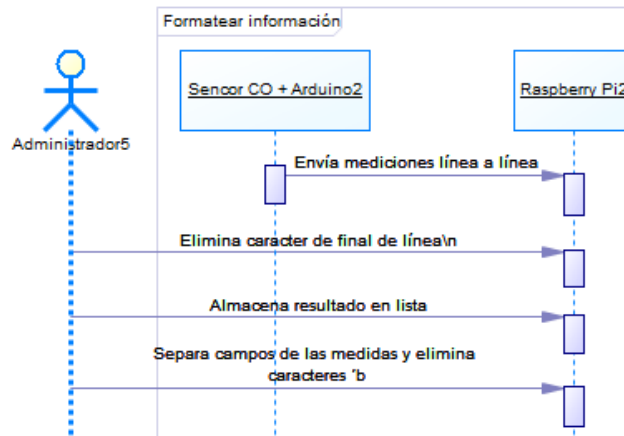 Formatear información
Sencor CO + Arduino2
Raspberry Pi2
Administrador5
Envía mediciones línea a línea
Elimina caracter de final de línea\n
Almacena resultado en lista
Separa campos de las medidas y elimina
caracteres 'b